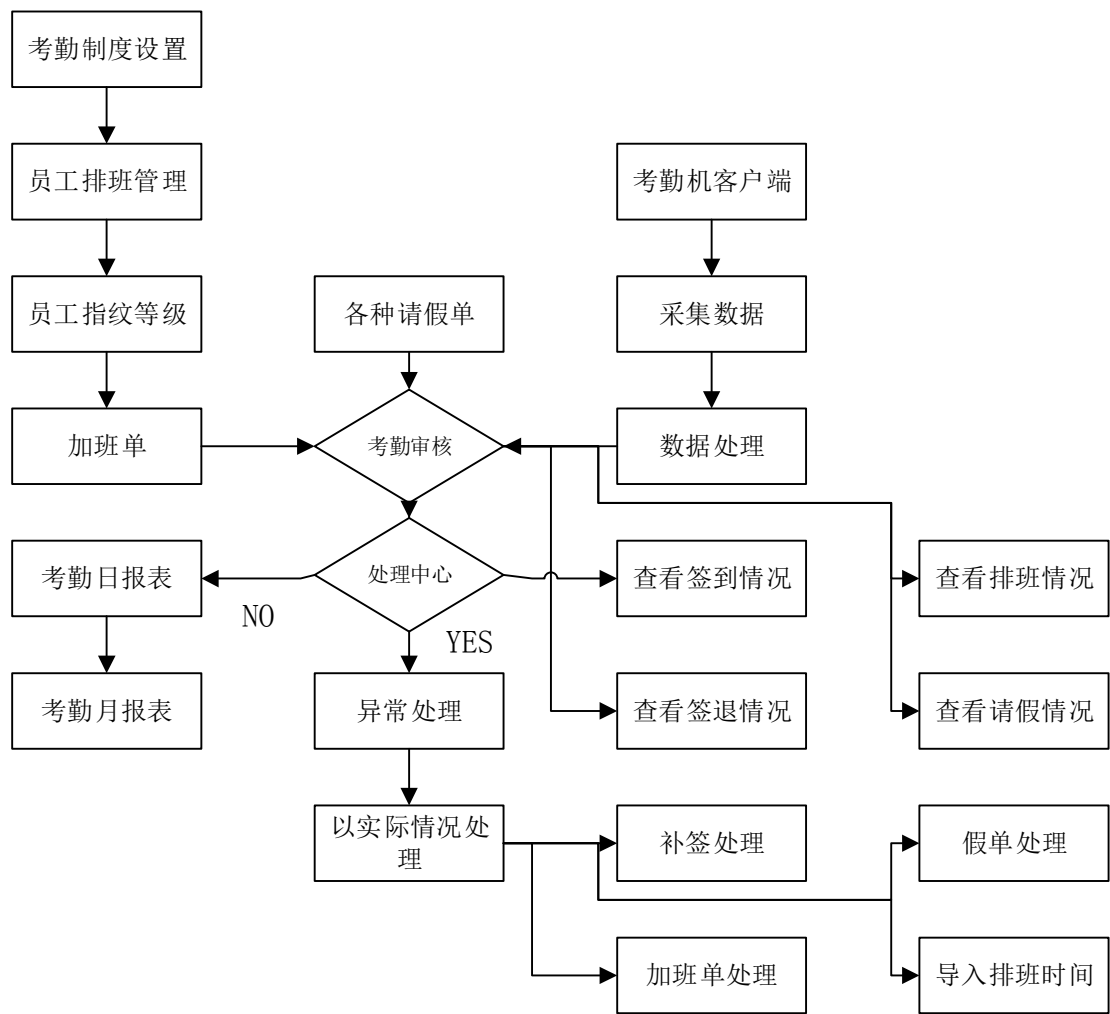 考勤制度设置
员工排班管理
考勤机客户端
员工指纹等级
各种请假单
采集数据
加班单
考勤审核
数据处理
考勤日报表
处理中心
查看签到情况
查看排班情况
NO
YES
考勤月报表
异常处理
查看签退情况
查看请假情况
以实际情况处
理
补签处理
假单处理
加班单处理
导入排班时间